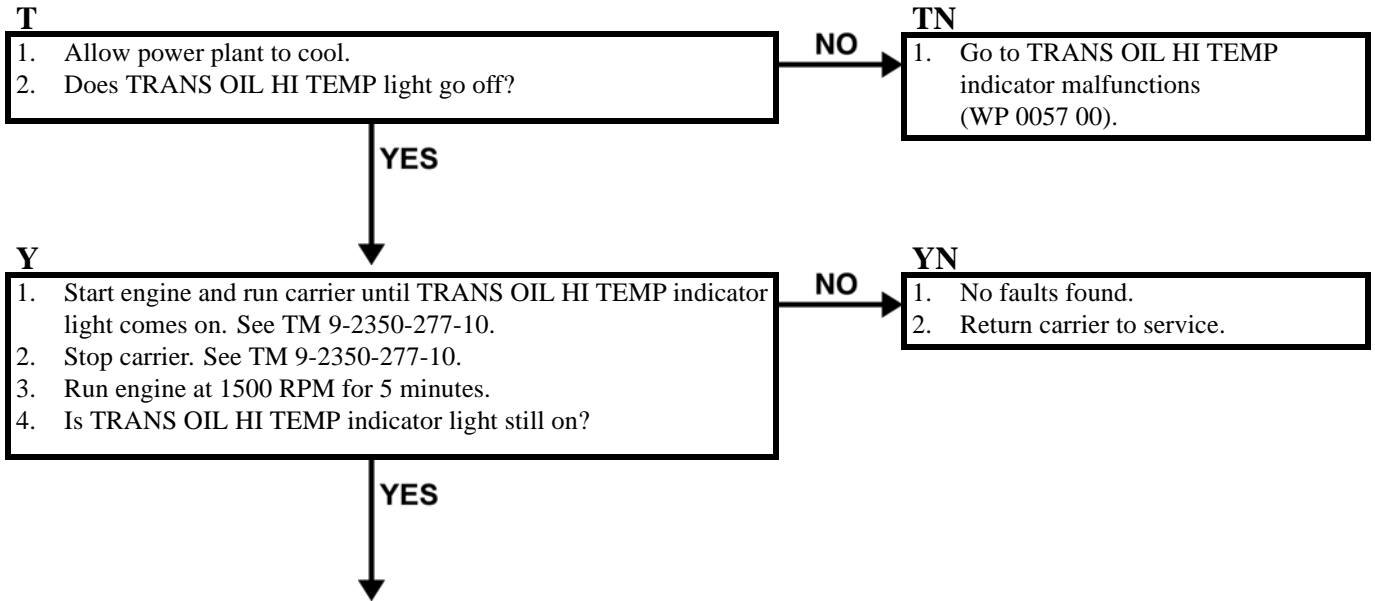 T
1. Allow power plant to cool.
2. Does TRANS OIL HI TEMP light go off?
NO
TN
1. Go to TRANS OIL HI TEMP
indicator malfunctions
(WP 0057 00).
YES
Y
1. Start engine and run carrier until TRANS OIL HI TEMP indicator
light comes on. See TM 9-2350-277-10.
2. Stop carrier. See TM 9-2350-277-10.
3. Run engine at 1500 RPM for 5 minutes.
4. Is TRANS OIL HI TEMP indicator light still on?
NO
YN
1. No faults found.
2. Return carrier to service.
YES